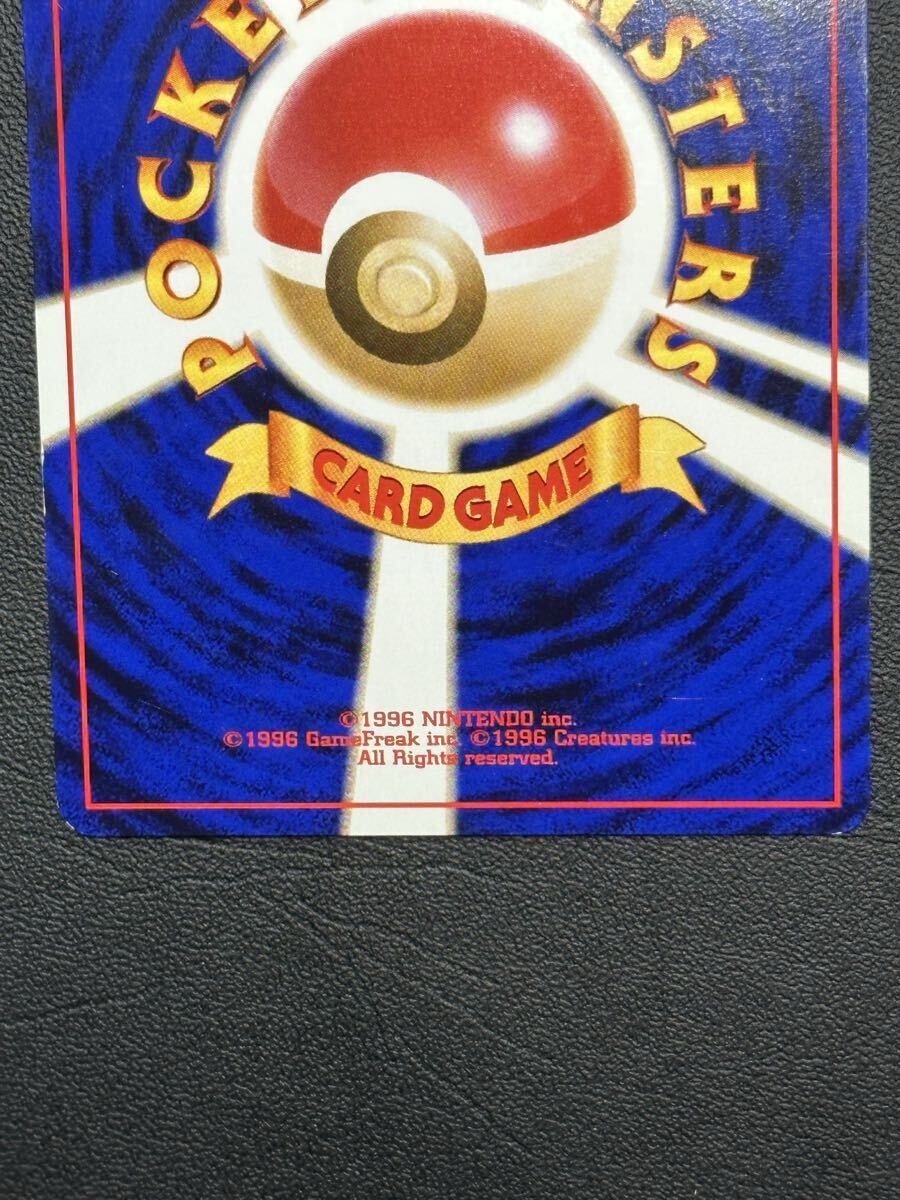 POCKE
NSTERS
CARD GAME
©1996 NINTENDO inc.
©1996 GameFreak inc. ©1996 Creatures inc.
All Rights reserved.